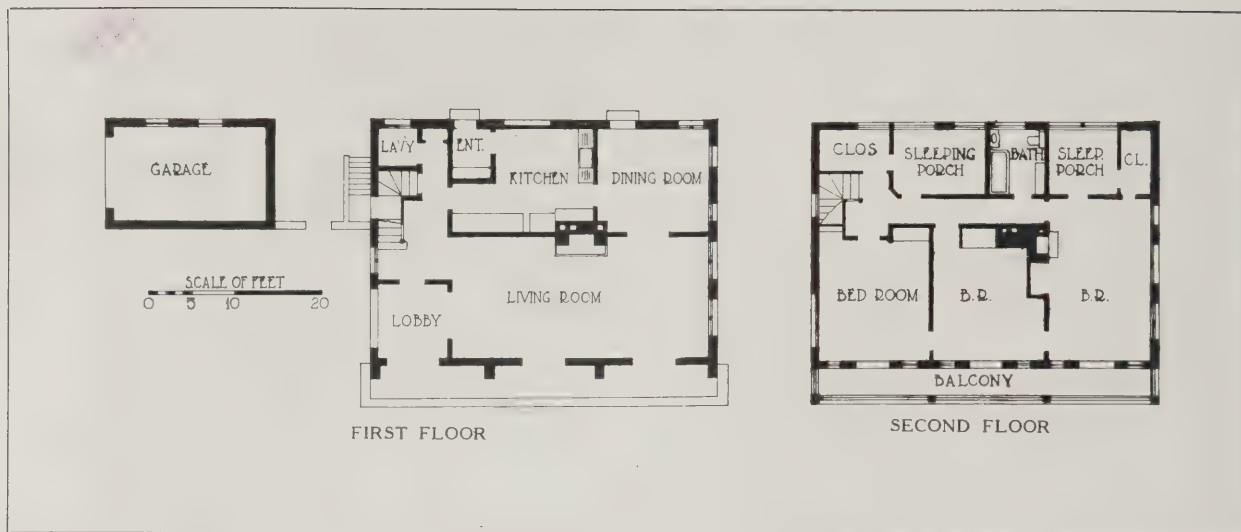 GARAGE
SCALE OF FEET
0 5 10 20
LAV'Y
ENT.
KITCHEN
DINING ROOM
LIVING ROOM
LOBBY
FIRST FLOOR
CLOS
SLEEPING
PORCH
BATH
SLEEP.
PORCH
CL.
BED ROOM
B.R.
B.R.
BALCONY
SECOND FLOOR